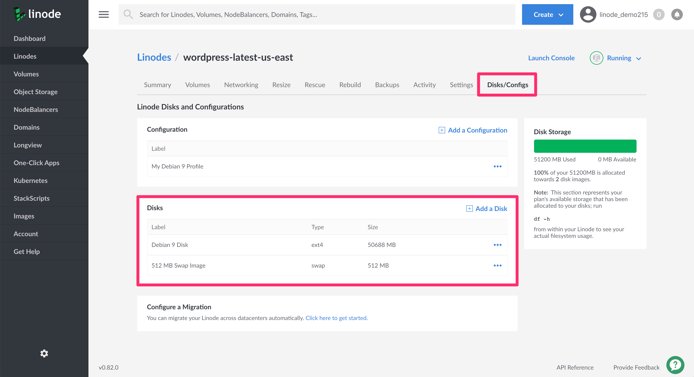 linode
Search for Linodes, Volumes, NodeBalancers, Domains, Tags...
Create
linode_demo215
0
Dashboard
Linodes
Volumes
Object Storage
NodeBalancers
Domains
Longview
One-Click Apps
Kubernetes
StackScripts
Images
Account
Get Help
Linodes / wordpress-latest-us-east
Launch Console
Running
Summary Volumes Networking Resize Rescue Rebuild Backups Activity Settings Disks/Configs
Linode Disks and Configurations
Configuration
Add a Configuration
Label
My Debian 9 Profile
Disks
Add a Disk
Label Type Size
Debian 9 Disk ext4 50688 MB
512 MB Swap Image swap 512 MB
Configure a Migration
You can migrate your Linode across datacenters automatically. Click here to get started.
Disk Storage
51200 MB Used 0 MB Available
100% of your 51200MB is allocated
towards 2 disk images.
Note: This section represents your
plan's available storage that has been
allocated to your disks; run
df -h
from within your Linode to see your
actual filesystem usage.
v0.82.0
API Reference
Provide Feedback
?